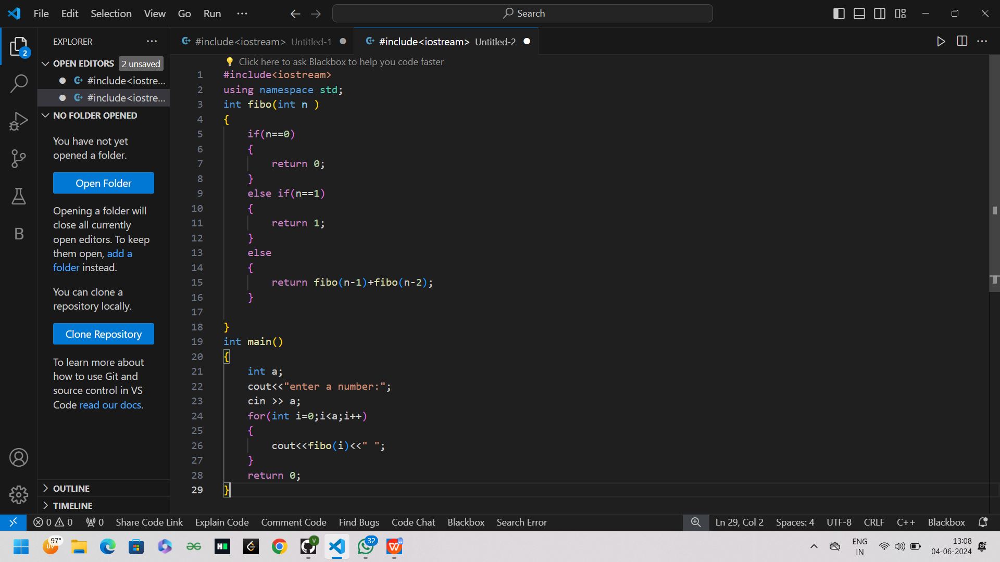 File Edit Selection View Go Run ··· Search
EXPLORER ···
#include<iostream> Untitled-1
#include<iostream> Untitled-2
2
OPEN EDITORS 2 unsaved
#include<iostre...
#include<iostre...
NO FOLDER OPENED
You have not yet
opened a folder.
Open Folder
Opening a folder will
close all currently
open editors. To keep
them open, add a
folder instead.
You can clone a
repository locally.
Clone Repository
To learn more about
how to use Git and
source control in VS
Code read our docs.
OUTLINE
TIMELINE
B
Click here to ask Blackbox to help you code faster
1 #include<iostream>
2 using namespace std;
3 int fibo(int n )
4 {
5 if(n==0)
6 {
7 return 0;
8 }
9 else if(n==1)
10 {
11 return 1;
12 }
13 else
14 {
15 return fibo(n-1)+fibo(n-2);
16 }
17
18 }
19 int main()
20 {
21 int a;
22 cout<<"enter a number:";
23 cin >> a;
24 for(int i=0;i<a;i++)
25 {
26 cout<<fibo(i)<<" ";
27 }
28 return 0;
29 }
0 0 0 Share Code Link Explain Code Comment Code Find Bugs Code Chat Blackbox Search Error Ln 29, Col 2 Spaces: 4 UTF-8 CRLF C++ Blackbox
97° UV V 32 W
ENG
IN
13:08
04-06-2024